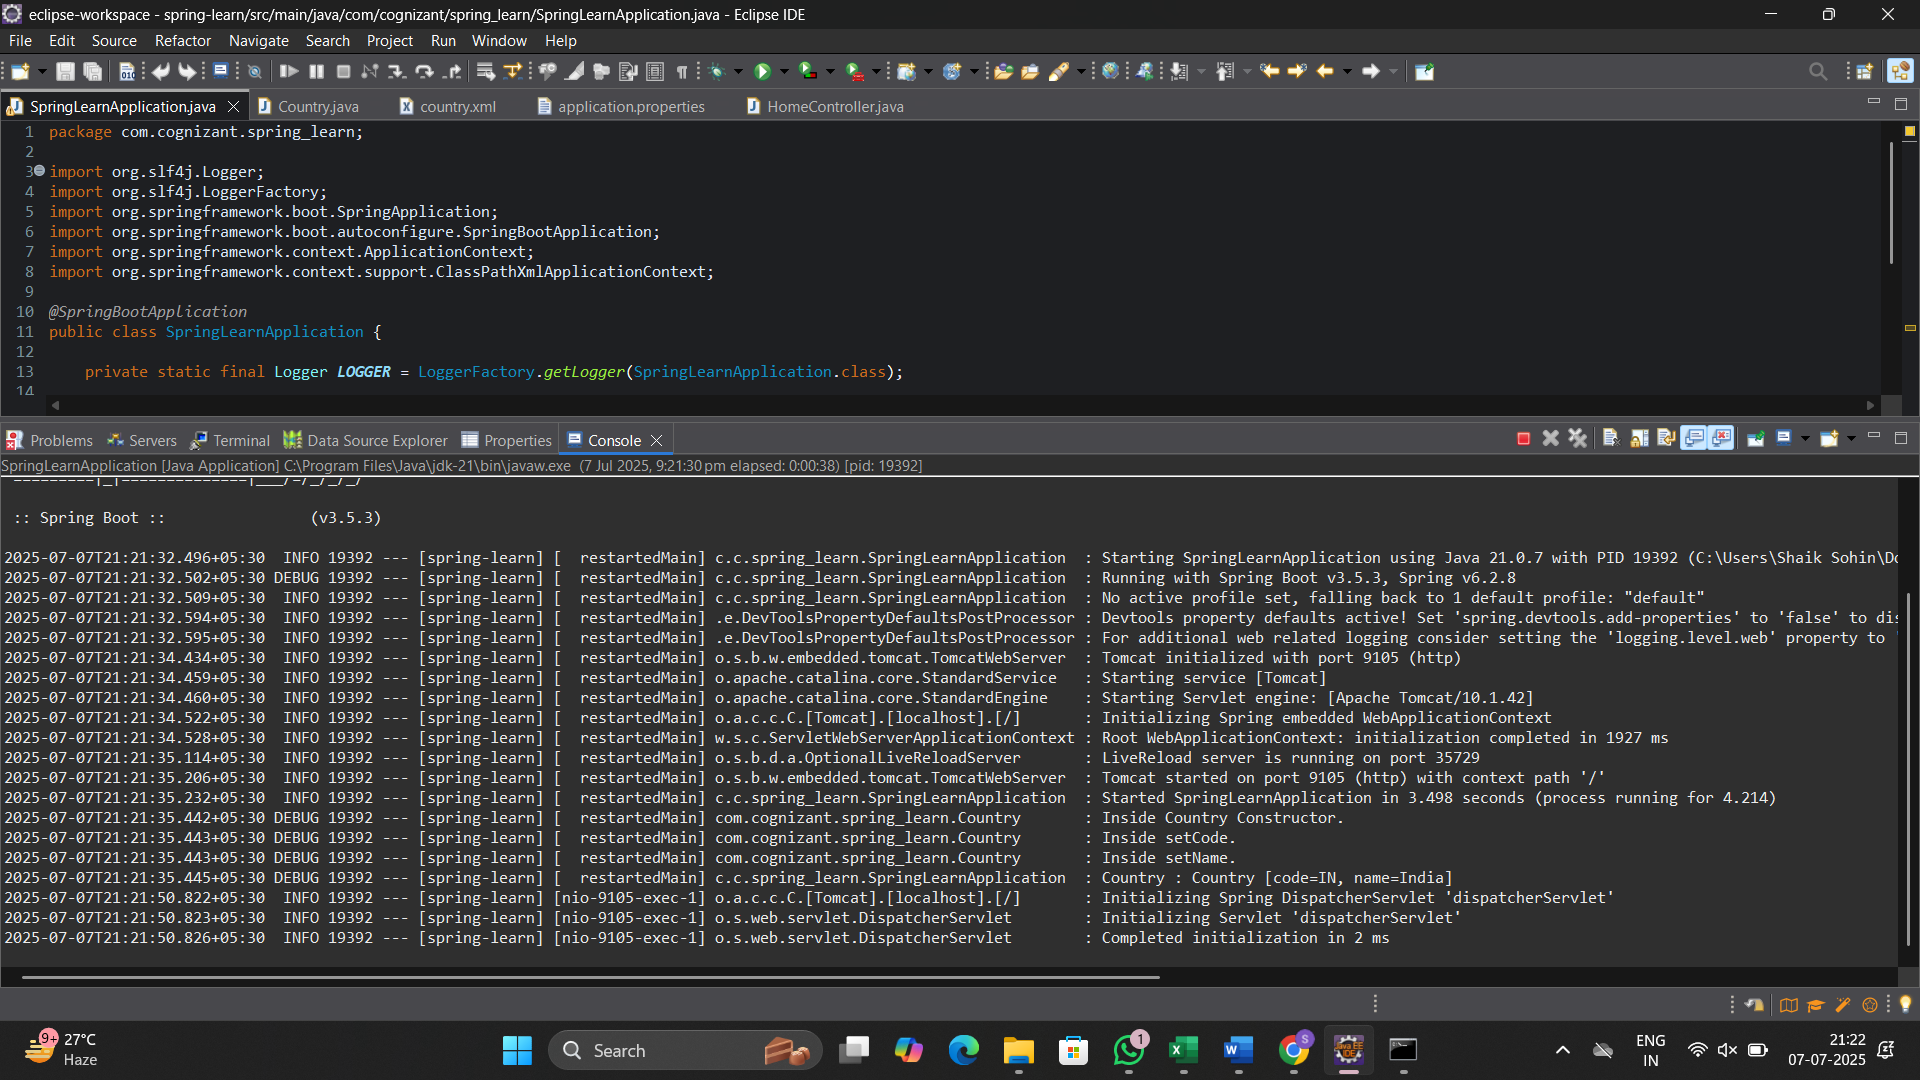 eclipse-workspace - spring-learn/src/main/java/com/cognizant/spring_learn/SpringLearnApplication.java - Eclipse IDE
File Edit Source Refactor Navigate Search Project Run Window Help
SpringLearnApplication.java Country.java country.xml application.properties HomeController.java
1 package com.cognizant.spring_learn;
2
3 import org.slf4j.Logger;
4 import org.slf4j.LoggerFactory;
5 import org.springframework.boot.SpringApplication;
6 import org.springframework.boot.autoconfigure.SpringBootApplication;
7 import org.springframework.context.ApplicationContext;
8 import org.springframework.context.support.ClassPathXmlApplicationContext;
9
10 @SpringBootApplication
11 public class SpringLearnApplication {
12
13 private static final Logger LOGGER = LoggerFactory.getLogger(SpringLearnApplication.class);
14
Problems Servers Terminal Data Source Explorer Properties Console
SpringLearnApplication [Java Application] C:\Program Files\Java\jdk-21\bin\javaw.exe (7 Jul 2025, 9:21:30 pm elapsed: 0:00:38) [pid: 19392]
=========|_|==============|___/=/_/_/_/
:: Spring Boot :: (v3.5.3)
2025-07-07T21:21:32.496+05:30 INFO 19392 --- [spring-learn] [ restartedMain] c.c.spring_learn.SpringLearnApplication : Starting SpringLearnApplication using Java 21.0.7 with PID 19392 (C:\Users\Shaik Sohin\Do
2025-07-07T21:21:32.502+05:30 DEBUG 19392 --- [spring-learn] [ restartedMain] c.c.spring_learn.SpringLearnApplication : Running with Spring Boot v3.5.3, Spring v6.2.8
2025-07-07T21:21:32.509+05:30 INFO 19392 --- [spring-learn] [ restartedMain] c.c.spring_learn.SpringLearnApplication : No active profile set, falling back to 1 default profile: "default"
2025-07-07T21:21:32.594+05:30 INFO 19392 --- [spring-learn] [ restartedMain] .e.DevToolsPropertyDefaultsPostProcessor : Devtools property defaults active! Set 'spring.devtools.add-properties' to 'false' to dis
2025-07-07T21:21:32.595+05:30 INFO 19392 --- [spring-learn] [ restartedMain] .e.DevToolsPropertyDefaultsPostProcessor : For additional web related logging consider setting the 'logging.level.web' property to '
2025-07-07T21:21:34.434+05:30 INFO 19392 --- [spring-learn] [ restartedMain] o.s.b.w.embedded.tomcat.TomcatWebServer : Tomcat initialized with port 9105 (http)
2025-07-07T21:21:34.459+05:30 INFO 19392 --- [spring-learn] [ restartedMain] o.apache.catalina.core.StandardService : Starting service [Tomcat]
2025-07-07T21:21:34.460+05:30 INFO 19392 --- [spring-learn] [ restartedMain] o.apache.catalina.core.StandardEngine : Starting Servlet engine: [Apache Tomcat/10.1.42]
2025-07-07T21:21:34.522+05:30 INFO 19392 --- [spring-learn] [ restartedMain] o.a.c.c.C.[Tomcat].[localhost].[/] : Initializing Spring embedded WebApplicationContext
2025-07-07T21:21:34.528+05:30 INFO 19392 --- [spring-learn] [ restartedMain] w.s.c.ServletWebServerApplicationContext : Root WebApplicationContext: initialization completed in 1927 ms
2025-07-07T21:21:35.114+05:30 INFO 19392 --- [spring-learn] [ restartedMain] o.s.b.d.a.OptionalLiveReloadServer : LiveReload server is running on port 35729
2025-07-07T21:21:35.206+05:30 INFO 19392 --- [spring-learn] [ restartedMain] o.s.b.w.embedded.tomcat.TomcatWebServer : Tomcat started on port 9105 (http) with context path '/'
2025-07-07T21:21:35.232+05:30 INFO 19392 --- [spring-learn] [ restartedMain] c.c.spring_learn.SpringLearnApplication : Started SpringLearnApplication in 3.498 seconds (process running for 4.214)
2025-07-07T21:21:35.442+05:30 DEBUG 19392 --- [spring-learn] [ restartedMain] com.cognizant.spring_learn.Country : Inside Country Constructor.
2025-07-07T21:21:35.443+05:30 DEBUG 19392 --- [spring-learn] [ restartedMain] com.cognizant.spring_learn.Country : Inside setCode.
2025-07-07T21:21:35.443+05:30 DEBUG 19392 --- [spring-learn] [ restartedMain] com.cognizant.spring_learn.Country : Inside setName.
2025-07-07T21:21:35.445+05:30 DEBUG 19392 --- [spring-learn] [ restartedMain] c.c.spring_learn.SpringLearnApplication : Country : Country [code=IN, name=India]
2025-07-07T21:21:50.822+05:30 INFO 19392 --- [spring-learn] [nio-9105-exec-1] o.a.c.c.C.[Tomcat].[localhost].[/] : Initializing Spring DispatcherServlet 'dispatcherServlet'
2025-07-07T21:21:50.823+05:30 INFO 19392 --- [spring-learn] [nio-9105-exec-1] o.s.web.servlet.DispatcherServlet : Initializing Servlet 'dispatcherServlet'
2025-07-07T21:21:50.826+05:30 INFO 19392 --- [spring-learn] [nio-9105-exec-1] o.s.web.servlet.DispatcherServlet : Completed initialization in 2 ms
9+ 27°C
Haze
Search
1
S
ENG
IN
21:22
07-07-2025